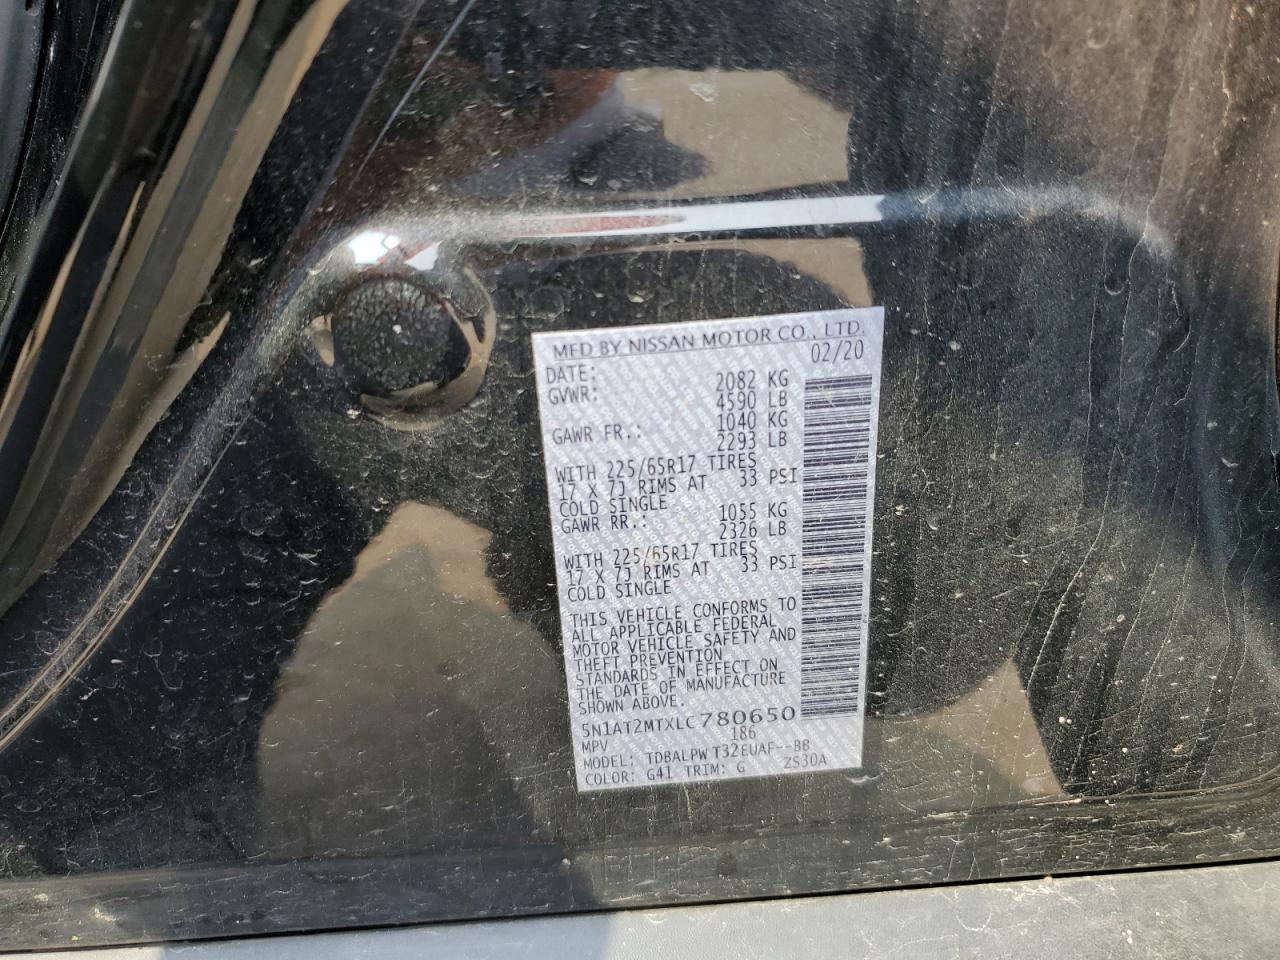 MFD BY NISSAN MOTOR CO., LTD.
DATE: 02/20
GVWR: 2082 KG
4590 LB
GAWR FR.: 1040 KG
2293 LB
WITH 225/65R17 TIRES
17 X 7J RIMS AT 33 PSI
COLD SINGLE
GAWR RR.: 1055 KG
2326 LB
WITH 225/65R17 TIRES
17 X 7J RIMS AT 33 PSI
COLD SINGLE
THIS VEHICLE CONFORMS TO
ALL APPLICABLE FEDERAL
MOTOR VEHICLE SAFETY AND
THEFT PREVENTION
STANDARDS IN EFFECT ON
THE DATE OF MANUFACTURE
SHOWN ABOVE.
5N1AT2MTXLC780650
MPV 186
MODEL: TDBALPW T32EUAF--BB
COLOR: G41 TRIM: G ZS30A